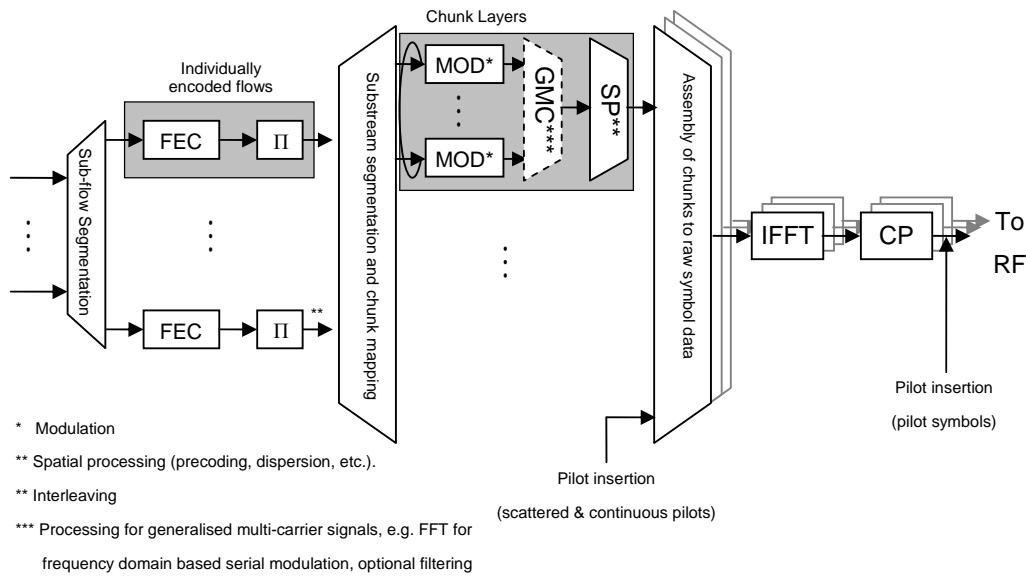 Chunk Layers
Individually
encoded flows
Sub-flow Segmentation
FEC
Π
FEC
Π
**
Substream segmentation and chunk mapping
MOD*
MOD*
GMC***
SP**
Assembly of chunks to raw symbol data
IFFT
CP
To
RF
Pilot insertion
(pilot symbols)
Pilot insertion
(scattered & continuous pilots)
* Modulation
** Spatial processing (precoding, dispersion, etc.).
** Interleaving
*** Processing for generalised multi-carrier signals, e.g. FFT for
frequency domain based serial modulation, optional filtering